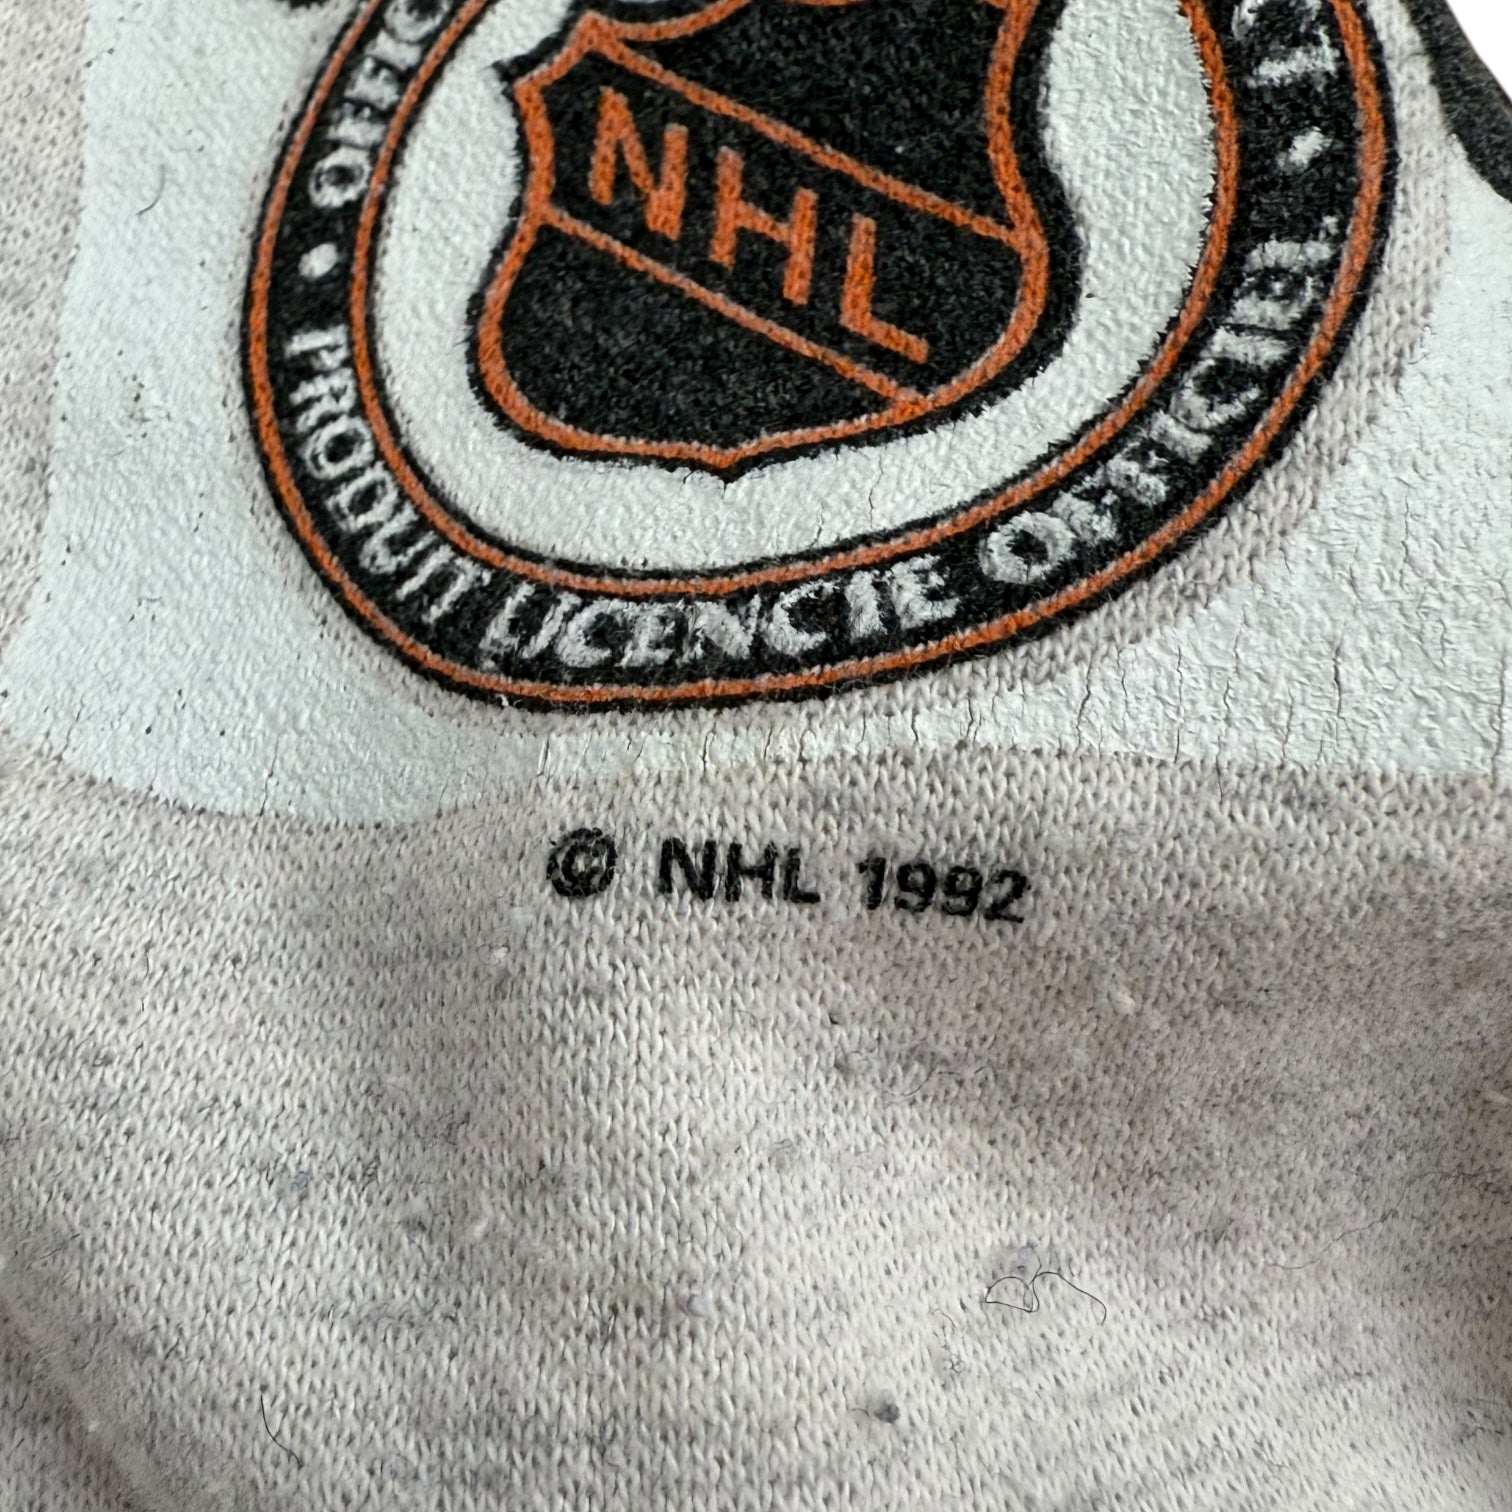 NHL
PRODUIT LICENCIE OFFICIEL
© NHL 1992